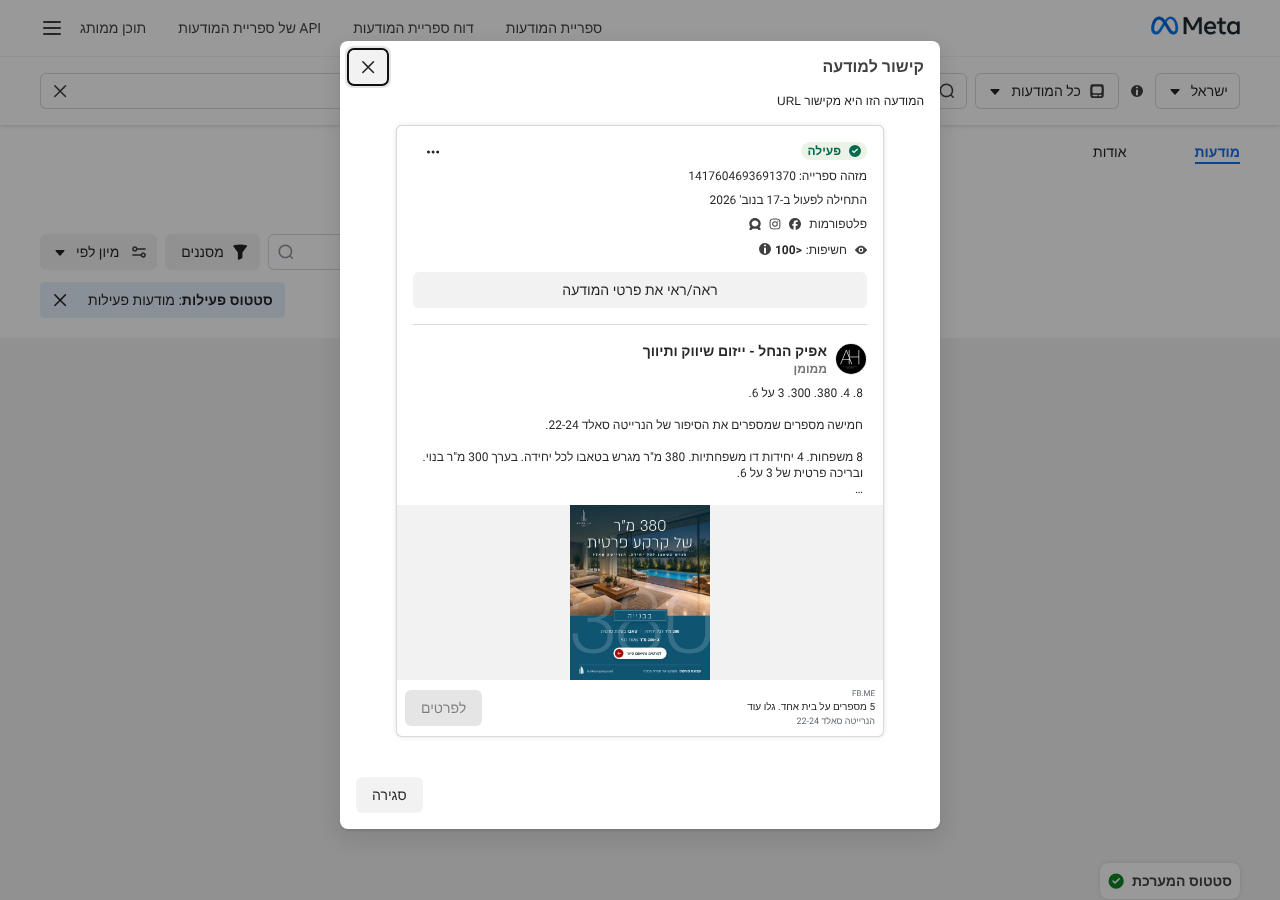 Meta
ספריית המודעות
דוח ספריית המודעות
API של ספריית המודעות
תוכן ממותג
ישראל
כל המודעות
מודעות
אודות
מסננים
מיון לפי
סטטוס פעילות: מודעות פעילות
קישור למודעה
המודעה הזו היא מקישור URL
פעילה
מזהה ספרייה: 1417604693691370
התחילה לפעול ב-17 בנוב' 2026
פלטפורמות
חשיפות: <100
ראה/ראי את פרטי המודעה
אפיק הנחל - ייזום שיווק ותיווך
ממומן
8. 4. 380. 300. 3 על 6.
חמישה מספרים שמספרים את הסיפור של הנרייטה סאלד 22-24.
8 משפחות. 4 יחידות דו משפחתיות. 380 מ"ר מגרש בטאבו לכל יחידה. בערך 300 מ"ר בנוי.
ובריכה פרטית של 3 על 6.
...
380 מ"ר
של קרקע פרטית
בבנייה
380
FB.ME
5 מספרים על בית אחד. גלו עוד
הנרייטה סאלד 22-24
לפרטים
סגירה
סטטוס המערכת